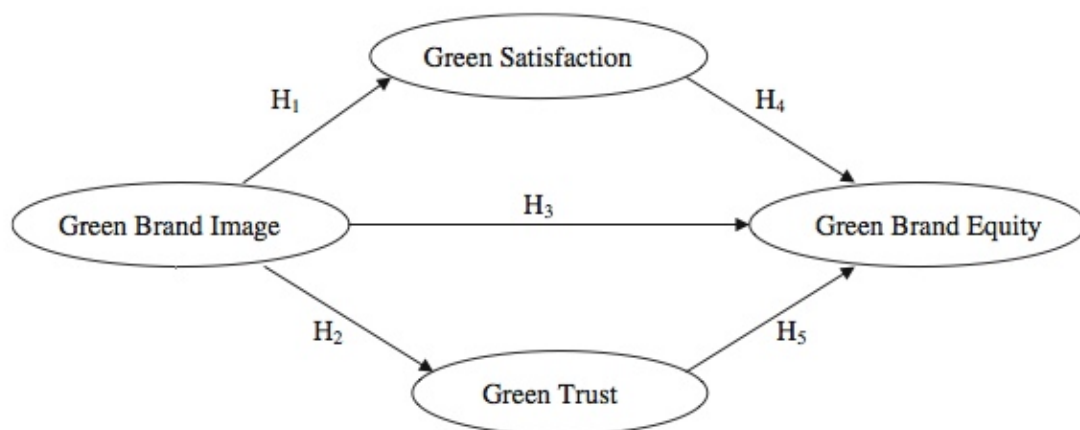 Green Satisfaction
H₁
H₄
Green Brand Image
H₃
Green Brand Equity
H₂
H₅
Green Trust